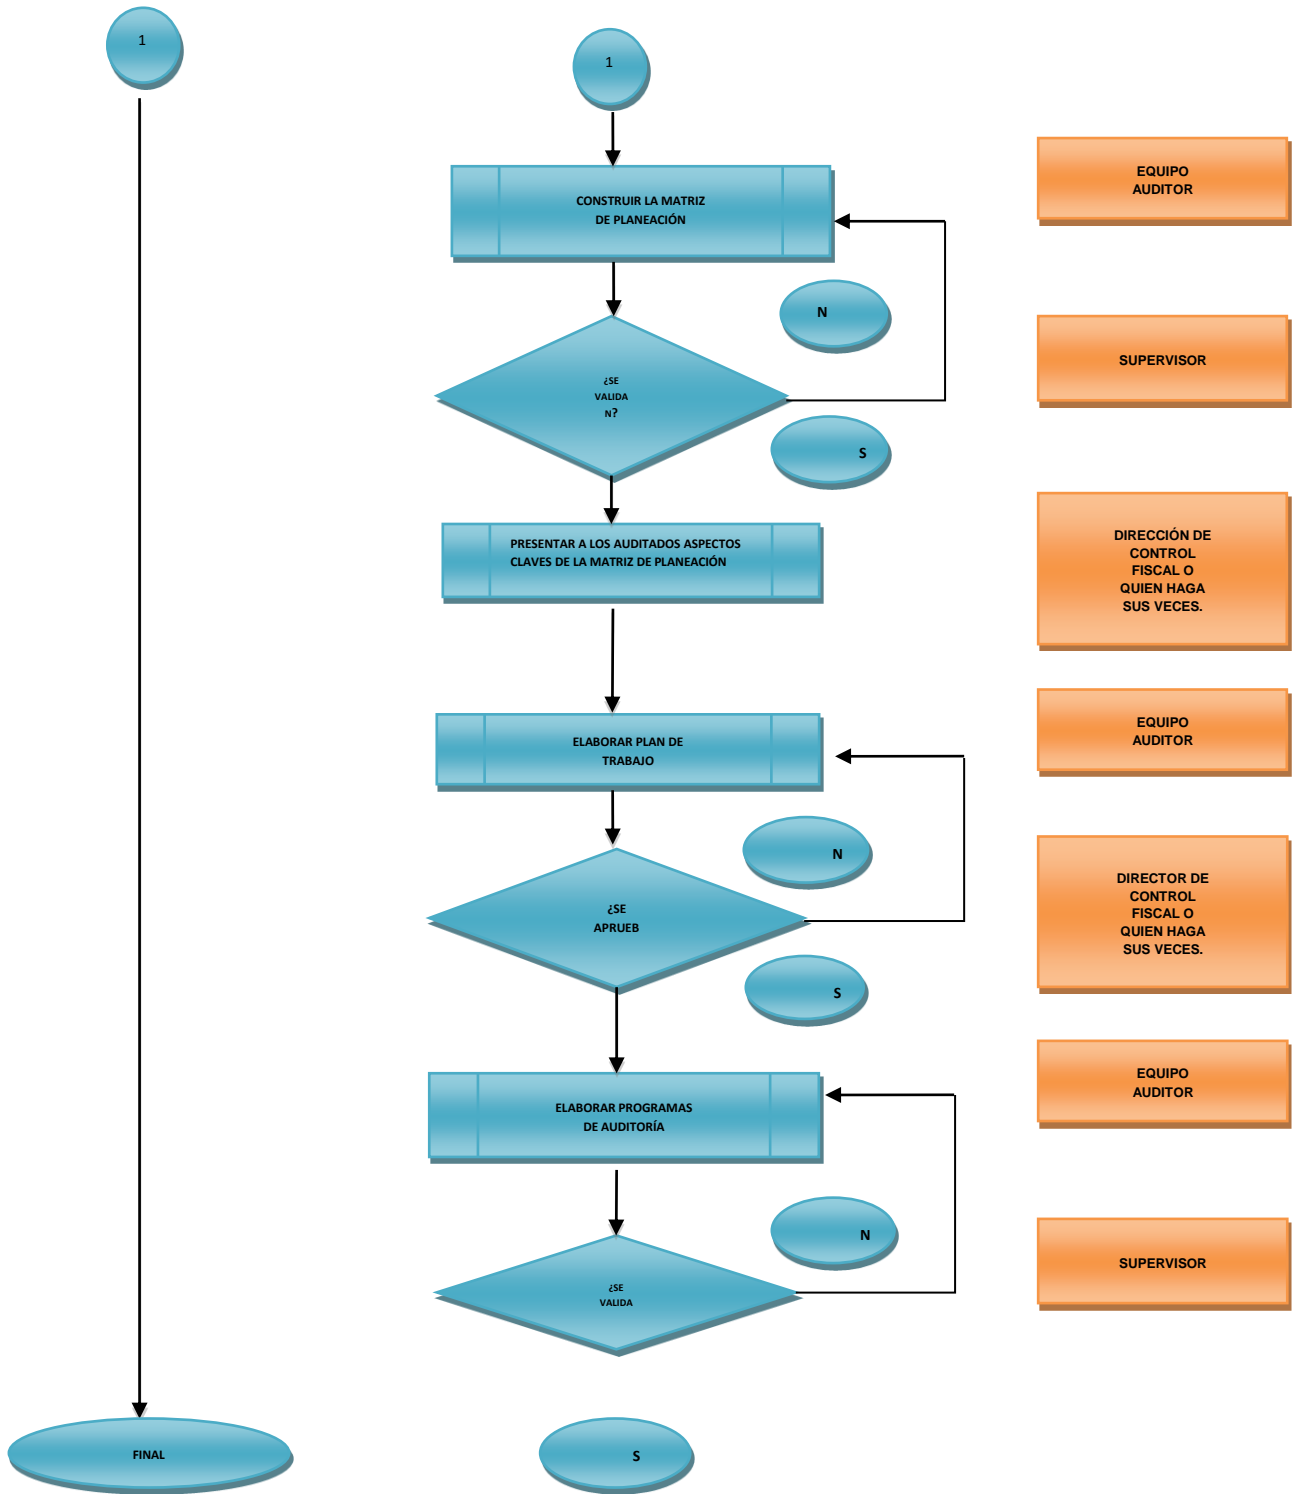 1
1
CONSTRUIR LA MATRIZ
DE PLANEACIÓN
EQUIPO
AUDITOR
N
¿SE
VALIDA
N?
SUPERVISOR
S
PRESENTAR A LOS AUDITADOS ASPECTOS
CLAVES DE LA MATRIZ DE PLANEACIÓN
DIRECCIÓN DE
CONTROL
FISCAL O
QUIEN HAGA
SUS VECES.
ELABORAR PLAN DE
TRABAJO
EQUIPO
AUDITOR
N
¿SE
APRUEB
DIRECTOR DE
CONTROL
FISCAL O
QUIEN HAGA
SUS VECES.
S
ELABORAR PROGRAMAS
DE AUDITORÍA
EQUIPO
AUDITOR
N
¿SE
VALIDA
SUPERVISOR
FINAL
S